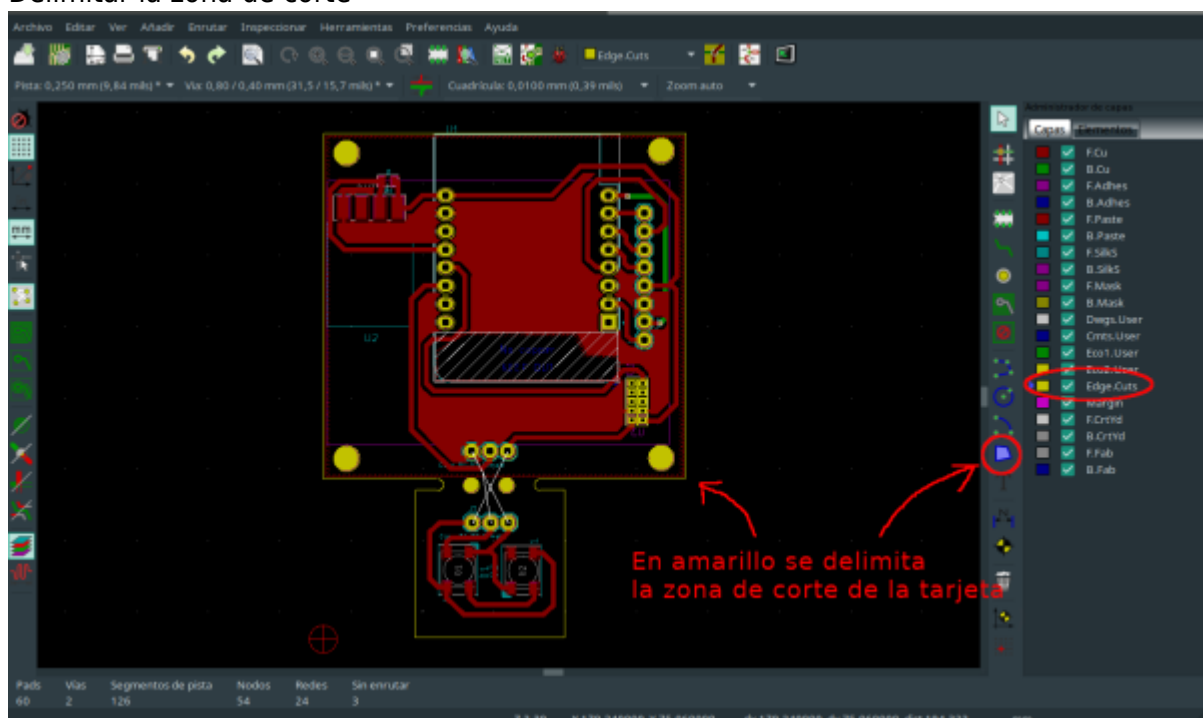 Delimitar la zona de corte
Archivo Editar Ver Añadir Enrutar Inspeccionar Herramientas Preferencias Ayuda
Edge.Cuts
Pista: 0,250 mm (9,84 mils) * Vía: 0,80 / 0,40 mm (31,5 / 15,7 mils) * Cuadrícula: 0,0100 mm (0,39 mils) Zoom auto
Administrador de capas
Capas Elementos
F.Cu
B.Cu
F.Adhes
B.Adhes
F.Paste
B.Paste
F.SilkS
B.SilkS
F.Mask
B.Mask
Dwgs.User
Cmts.User
Eco1.User
Eco2.User
Edge.Cuts
Margin
F.CrtYd
B.CrtYd
F.Fab
B.Fab
U1
U2
En amarillo se delimita
la zona de corte de la tarjeta
Pads Vías Segmentos de pista Nodos Redes Sin enrutar
60 2 126 54 24 3
mm